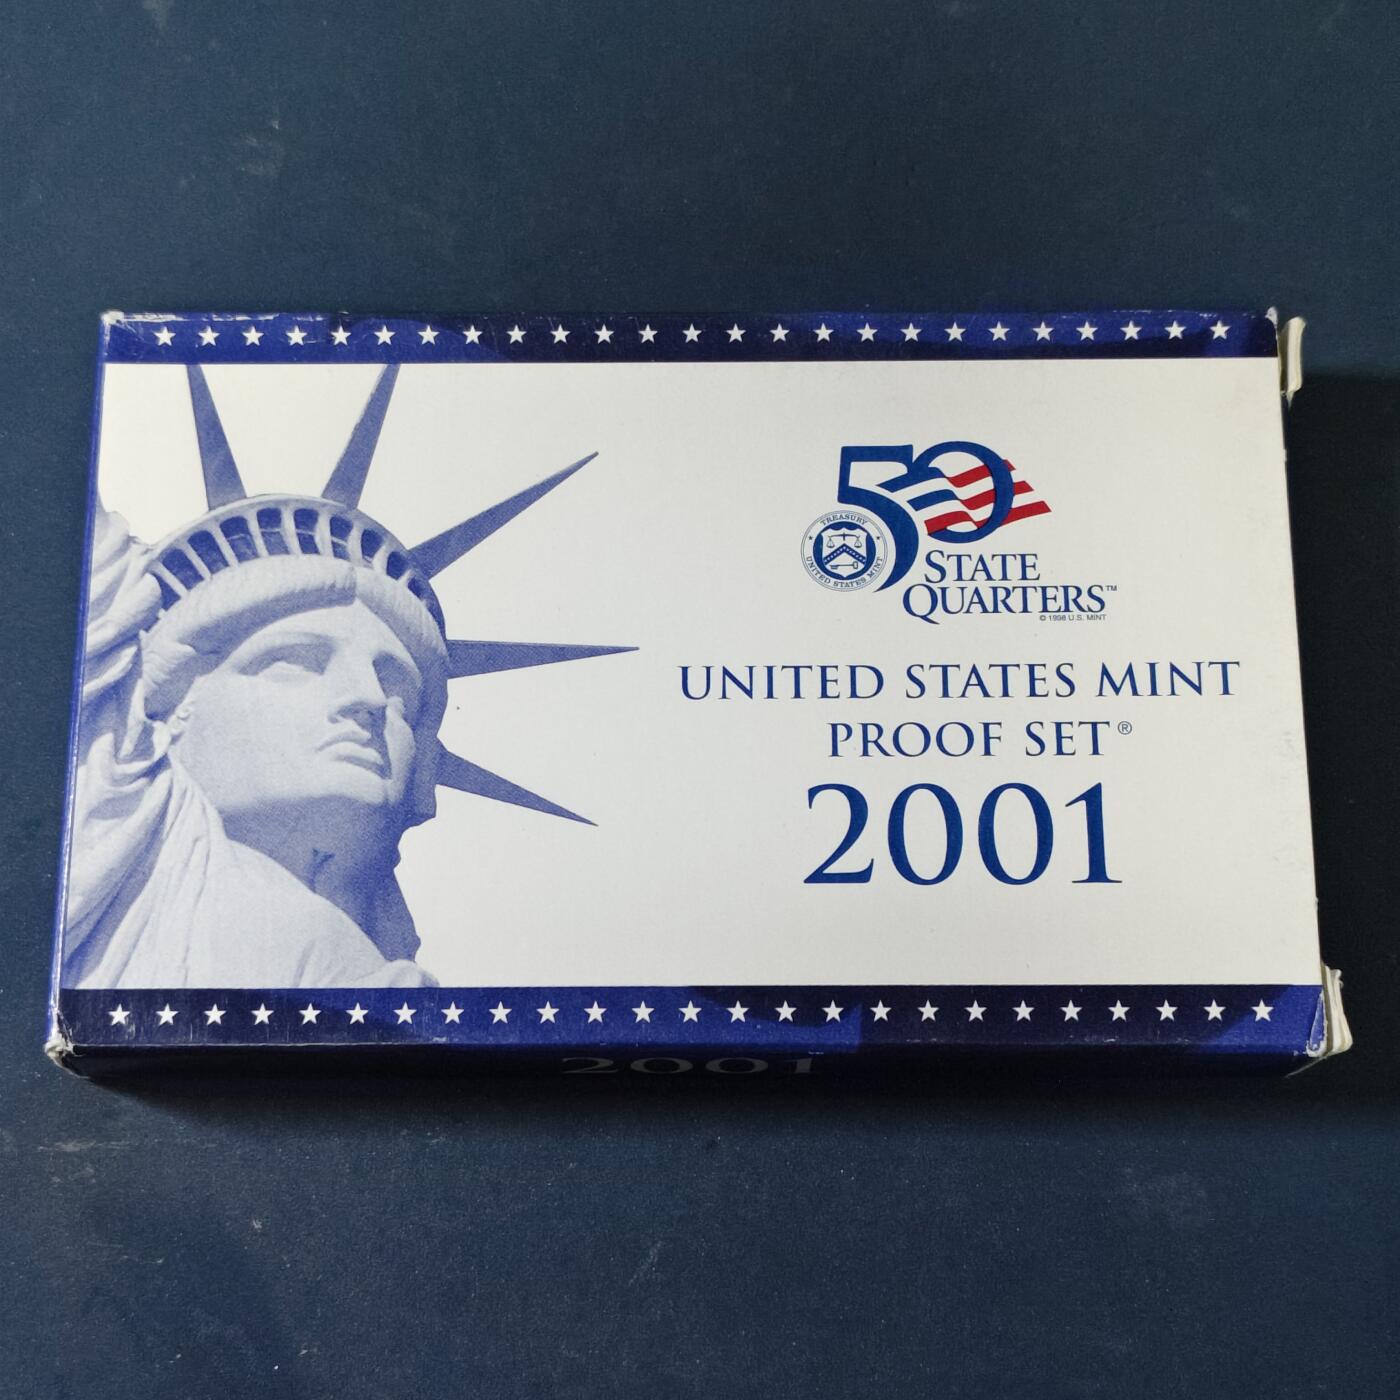 50
TREASURY
UNITED STATES MINT
STATE
QUARTERS™
© 1998 U.S. MINT
UNITED STATES MINT
PROOF SET®
2001
2001